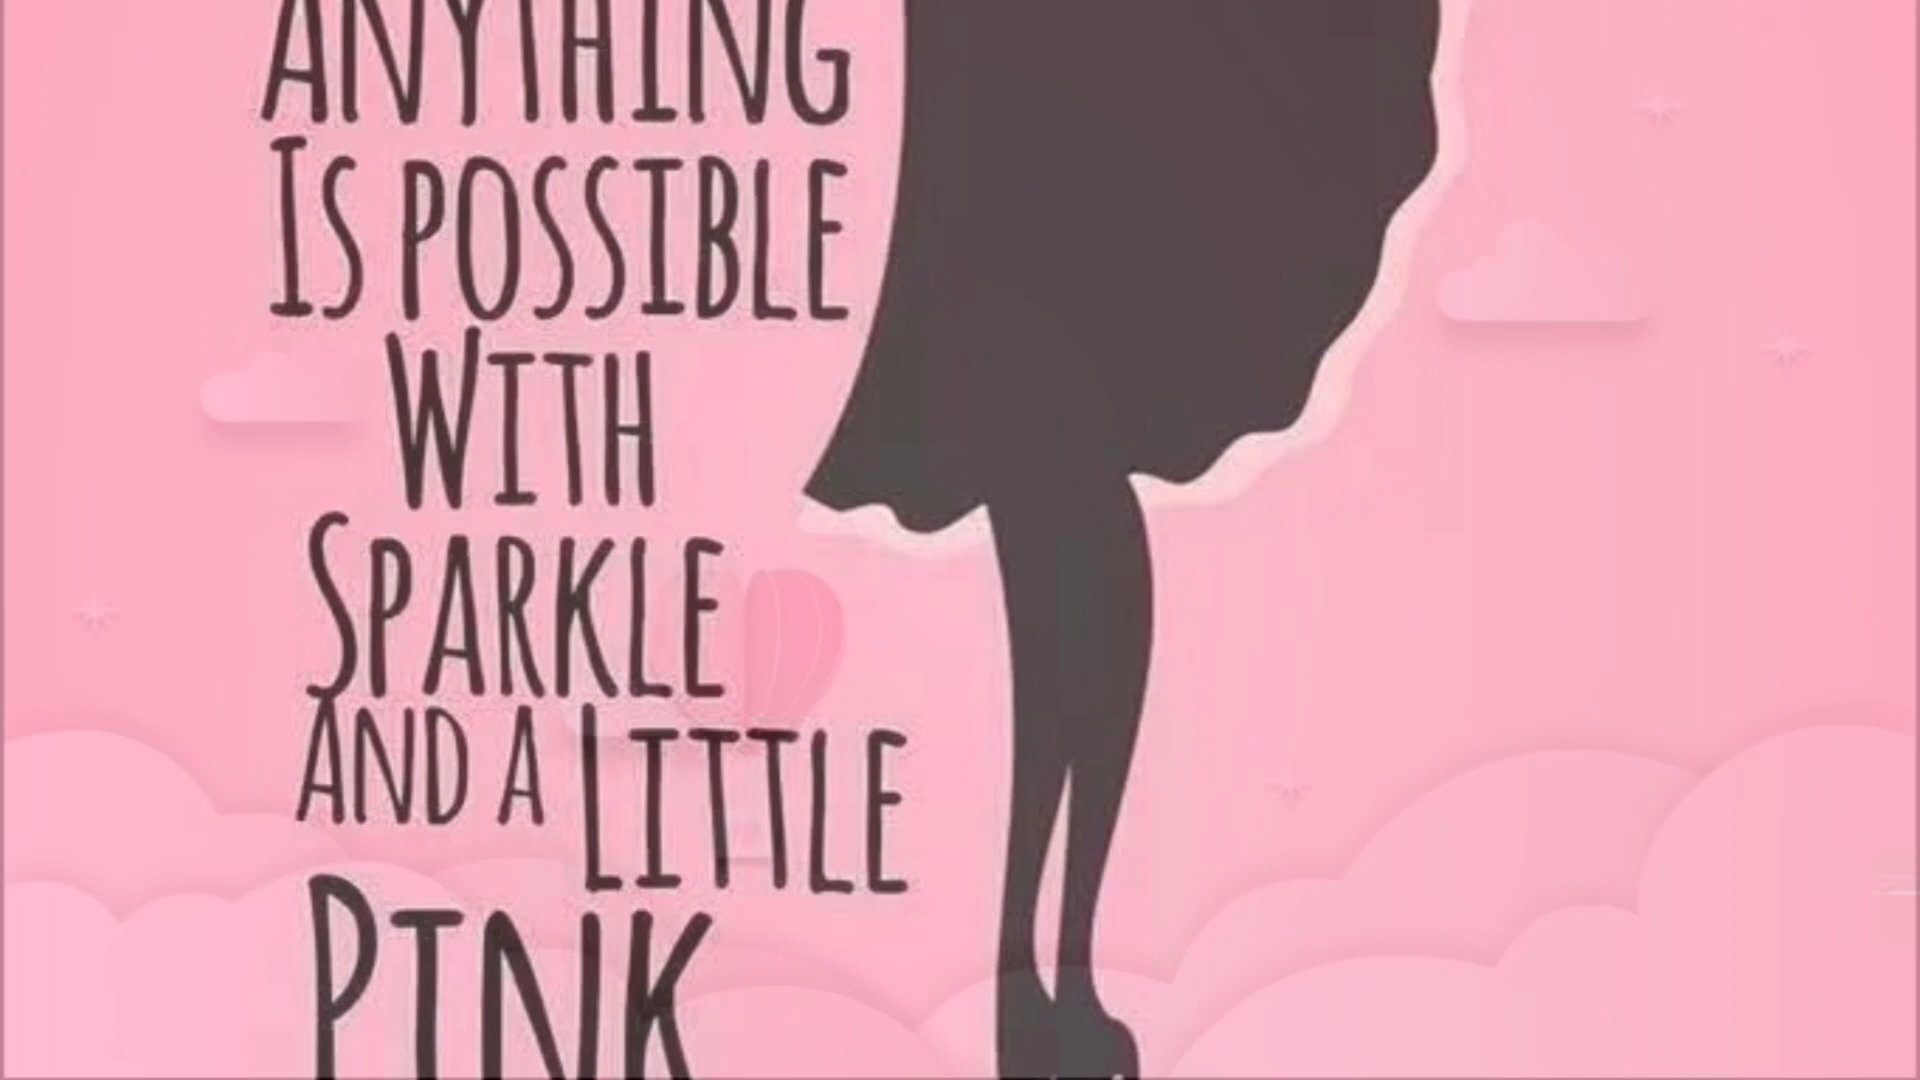 ANYTHING
IS POSSIBLE
WITH
SPARKLE
AND A LITTLE
PINK